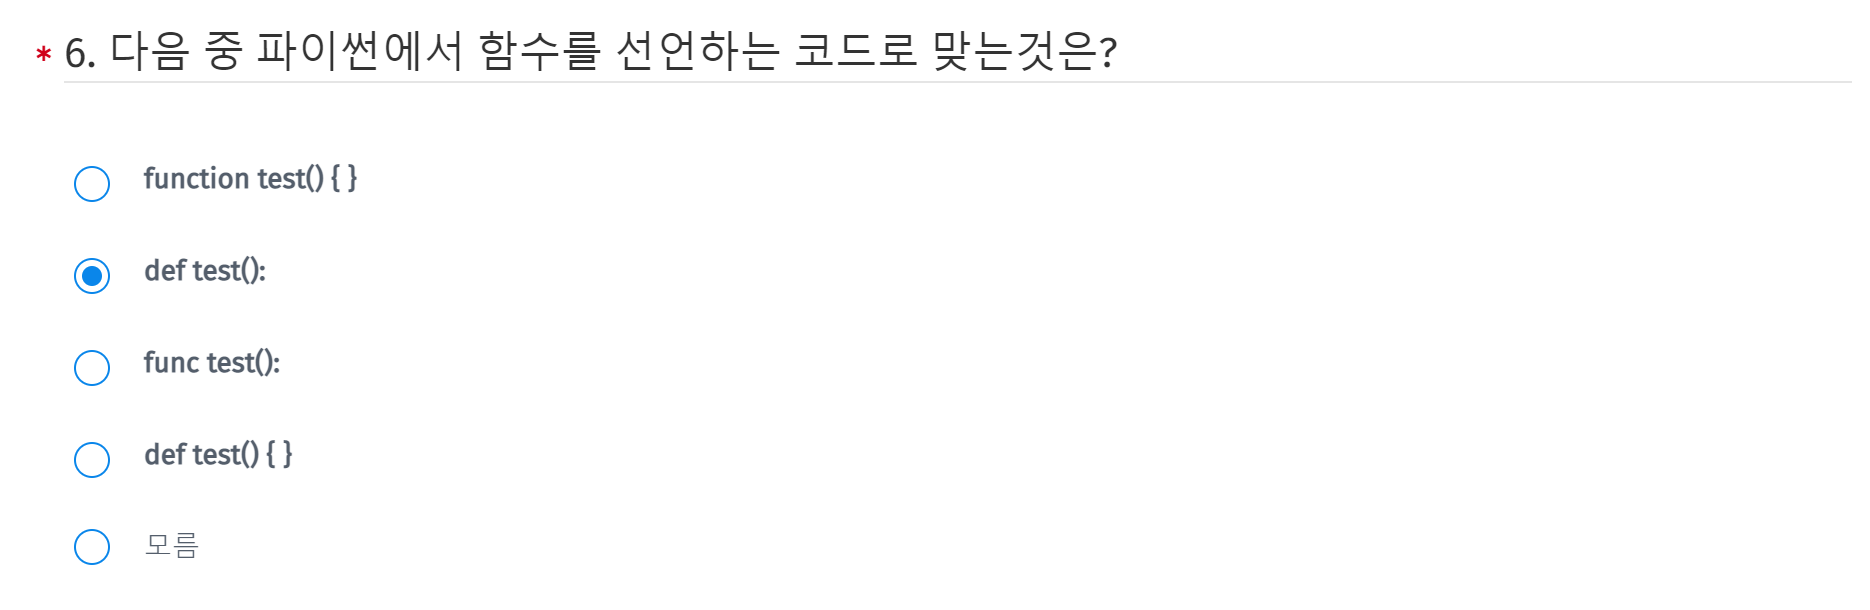 * 6. 다음 중 파이썬에서 함수를 선언하는 코드로 맞는것은?
function test() { }
def test():
func test():
def test() { }
모름